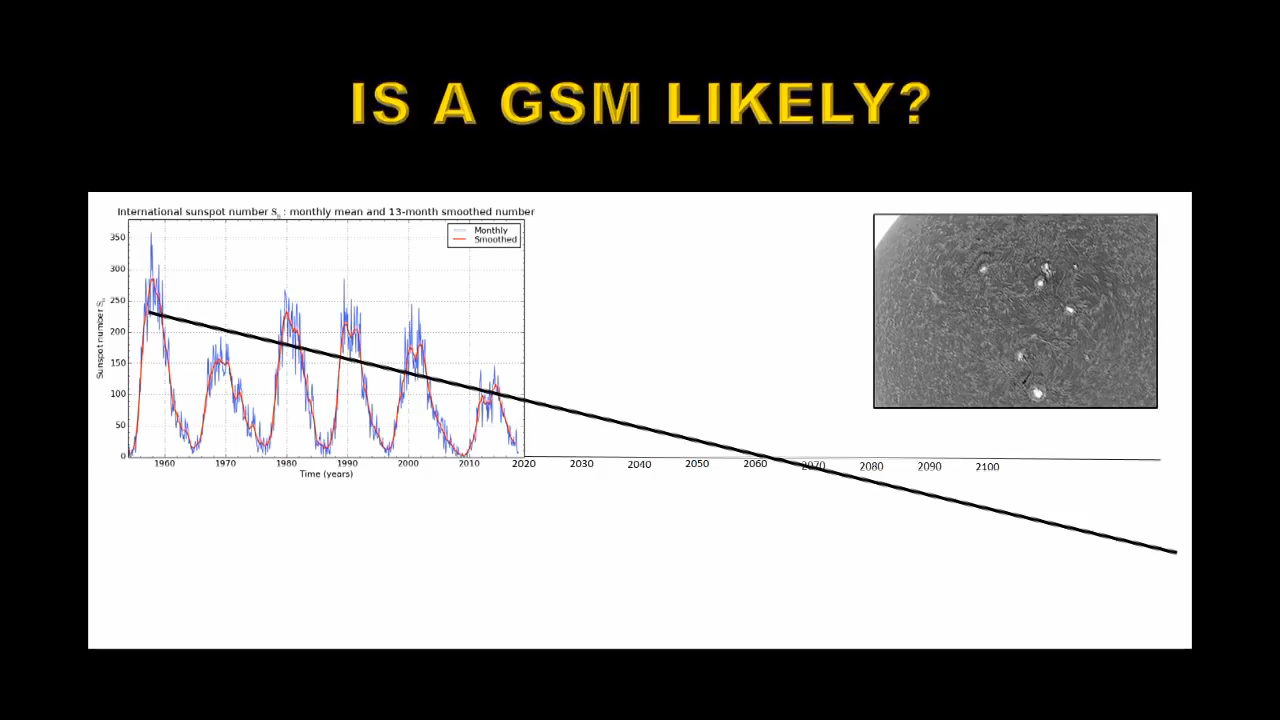 IS A GSM LIKELY?
International sunspot number Sₙ : monthly mean and 13-month smoothed number
Monthly
Smoothed
350
300
250
200
150
100
50
0
Sunspot number Sₙ
1960 1970 1980 1990 2000 2010 2020 2030 2040 2050 2060 2070 2080 2090 2100
Time (years)